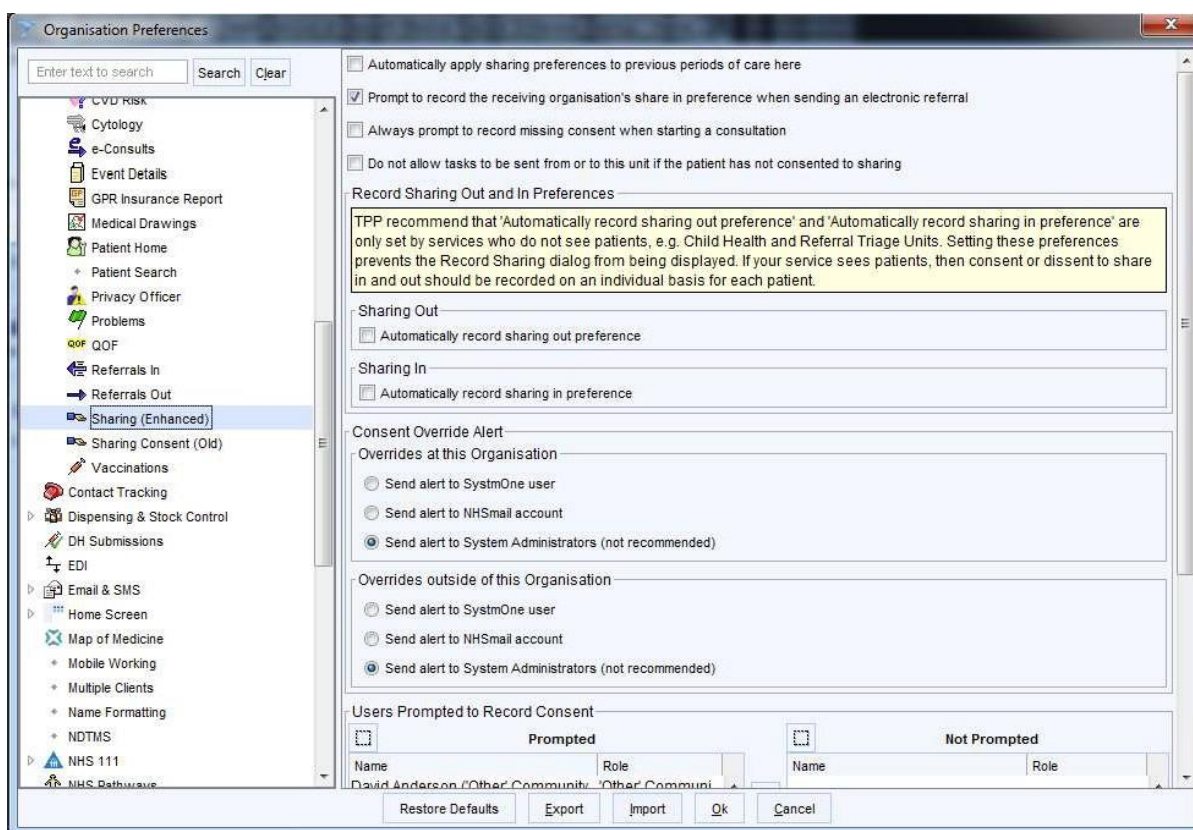 Organisation Preferences
Enter text to search
Search
Clear
CVD Risk
Cytology
e-Consults
Event Details
GPR Insurance Report
Medical Drawings
Patient Home
Patient Search
Privacy Officer
Problems
QOF QOF
Referrals In
Referrals Out
Sharing (Enhanced)
Sharing Consent (Old)
Vaccinations
Contact Tracking
Dispensing & Stock Control
DH Submissions
EDI
Email & SMS
Home Screen
Map of Medicine
Mobile Working
Multiple Clients
Name Formatting
NDTMS
NHS 111
NHS Pathways
Automatically apply sharing preferences to previous periods of care here
Prompt to record the receiving organisation's share in preference when sending an electronic referral
Always prompt to record missing consent when starting a consultation
Do not allow tasks to be sent from or to this unit if the patient has not consented to sharing
Record Sharing Out and In Preferences
TPP recommend that 'Automatically record sharing out preference' and 'Automatically record sharing in preference' are
only set by services who do not see patients, e.g. Child Health and Referral Triage Units. Setting these preferences
prevents the Record Sharing dialog from being displayed. If your service sees patients, then consent or dissent to share
in and out should be recorded on an individual basis for each patient.
Sharing Out
Automatically record sharing out preference
Sharing In
Automatically record sharing in preference
Consent Override Alert
Overrides at this Organisation
Send alert to SystmOne user
Send alert to NHSmail account
Send alert to System Administrators (not recommended)
Overrides outside of this Organisation
Send alert to SystmOne user
Send alert to NHSmail account
Send alert to System Administrators (not recommended)
Users Prompted to Record Consent
Prompted
Not Prompted
Name Role
Name Role
David Anderson ('Other' Community 'Other' Communi
Restore Defaults
Export
Import
Ok
Cancel